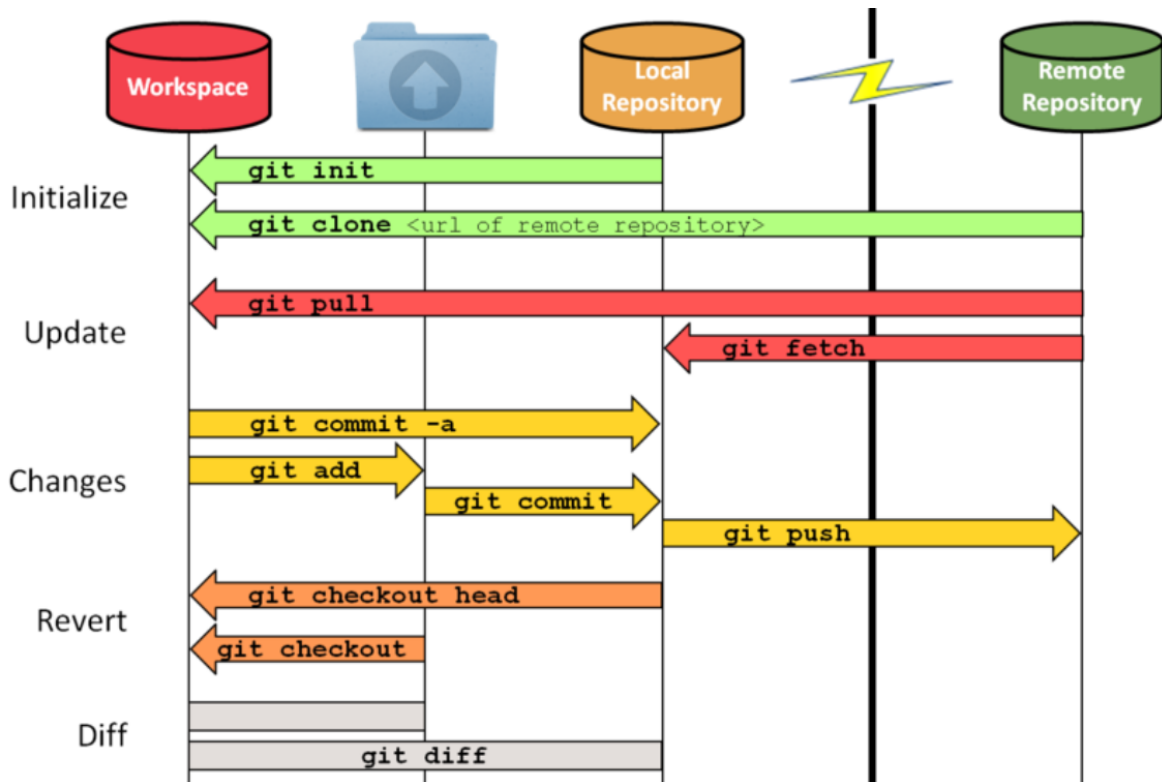 Workspace
Local
Repository
Remote
Repository
Initialize
git init
git clone <url of remote repository>
Update
git pull
git fetch
Changes
git commit -a
git add
git commit
git push
Revert
git checkout head
git checkout
Diff
git diff